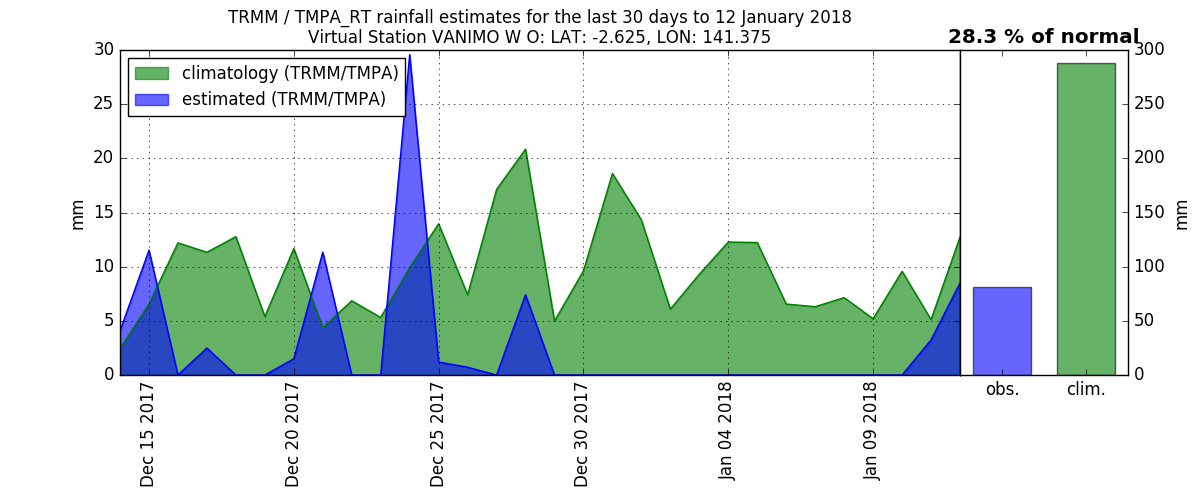 TRMM / TMPA_RT rainfall estimates for the last 30 days to 12 January 2018
Virtual Station VANIMO W O: LAT: -2.625, LON: 141.375
28.3 % of normal
climatology (TRMM/TMPA)
estimated (TRMM/TMPA)
30
25
20
15
10
5
0
mm
Dec 15 2017
Dec 20 2017
Dec 25 2017
Dec 30 2017
Jan 04 2018
Jan 09 2018
obs.
clim.
300
250
200
150
100
50
0
mm